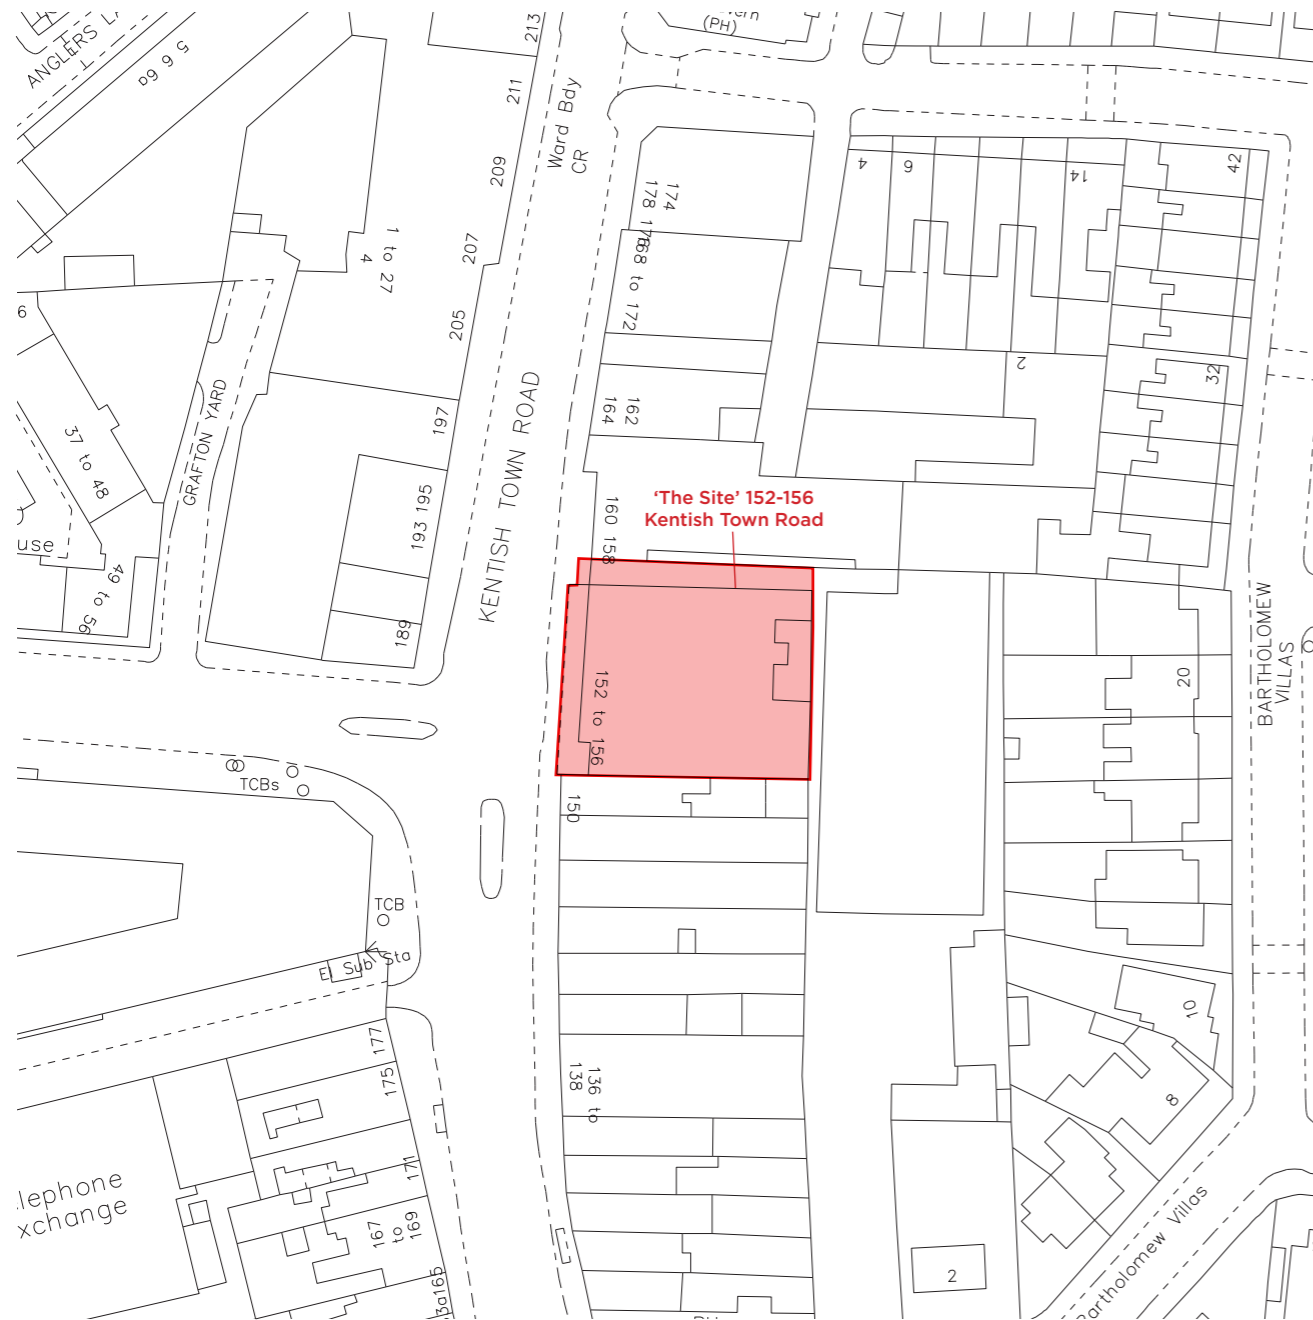 213
vern
(PH)
ANGLERS LA
5 6 6a
211
Ward Bdy
CR
209
207
205
1 to 27
4
174
178
168 to 172
4
6
14
42
2
32
6
GRAFTON YARD
37 to 48
use
49 to 56
197
193 195
189
KENTISH TOWN ROAD
162
164
160 158
‘The Site’ 152-156
Kentish Town Road
152 to 156
150
BARTHOLOMEW
VILLAS
20
TCBs
TCB
El Sub Sta
10
8
177
175
171
167
to
169
3a165
136 to
138
lephone
xchange
2
Bartholomew Villas